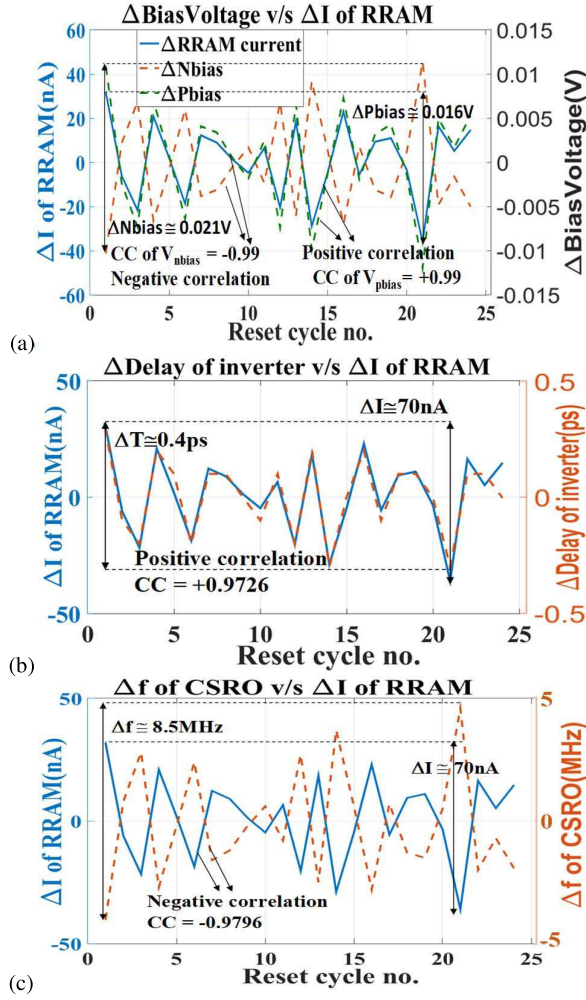 ΔBiasVoltage v/s ΔI of RRAM
ΔRRAM current
ΔNbias
ΔPbias
ΔI of RRAM(nA)
60
40
20
0
-20
-40
60
ΔBiasVoltage(V)
0.015
0.01
0.005
0
-0.005
-0.01
0.015
ΔPbias≅0.016V
ΔNbias≅0.021V
CC of Vnbias = -0.99
Negative correlation
Positive correlation
CC of Vpbias = +0.99
0 5 10 15 20 25
Reset cycle no.
(a)
ΔDelay of inverter v/s ΔI of RRAM
ΔI of RRAM(nA)
50
0
-50
ΔDelay of inverter(ps)
0.5
0
-0.5
ΔI≅70nA
ΔT≅0.4ps
Positive correlation
CC = +0.9726
0 5 10 15 20 25
Reset cycle no.
(b)
Δf of CSRO v/s ΔI of RRAM
ΔI of RRAM(nA)
50
0
-50
Δf of CSRO(MHz)
5
0
-5
Δf≅8.5MHz
ΔI≅70nA
Negative correlation
CC = -0.9796
0 5 10 15 20 25
Reset cycle no.
(c)